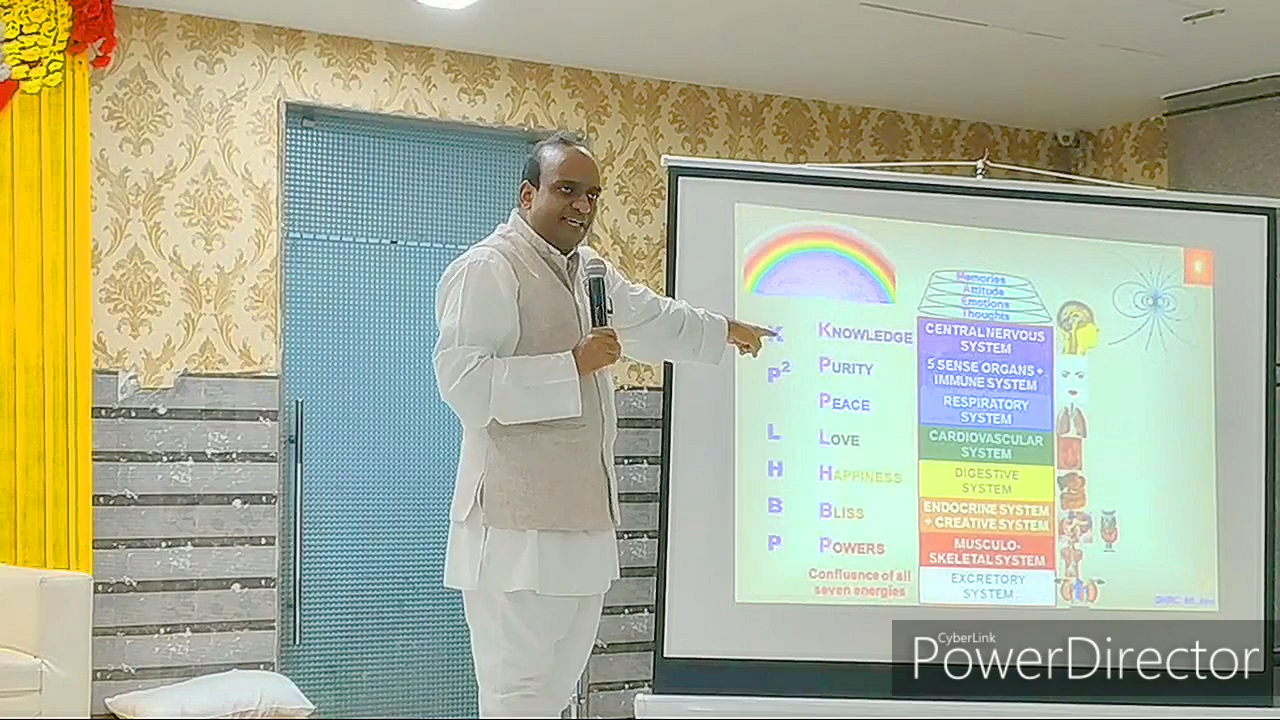 Memories
Attitude
Emotions
Thoughts
K KNOWLEDGE CENTRAL NERVOUS
SYSTEM
P² PURITY 5 SENSE ORGANS +
IMMUNE SYSTEM
PEACE RESPIRATORY
SYSTEM
L LOVE CARDIOVASCULAR
SYSTEM
H HAPPINESS DIGESTIVE
SYSTEM
B BLISS ENDOCRINE SYSTEM
+ CREATIVE SYSTEM
P POWERS MUSCULO-
SKELETAL SYSTEM
Confluence of all
seven energies
EXCRETORY
SYSTEM
CyberLink
PowerDirector